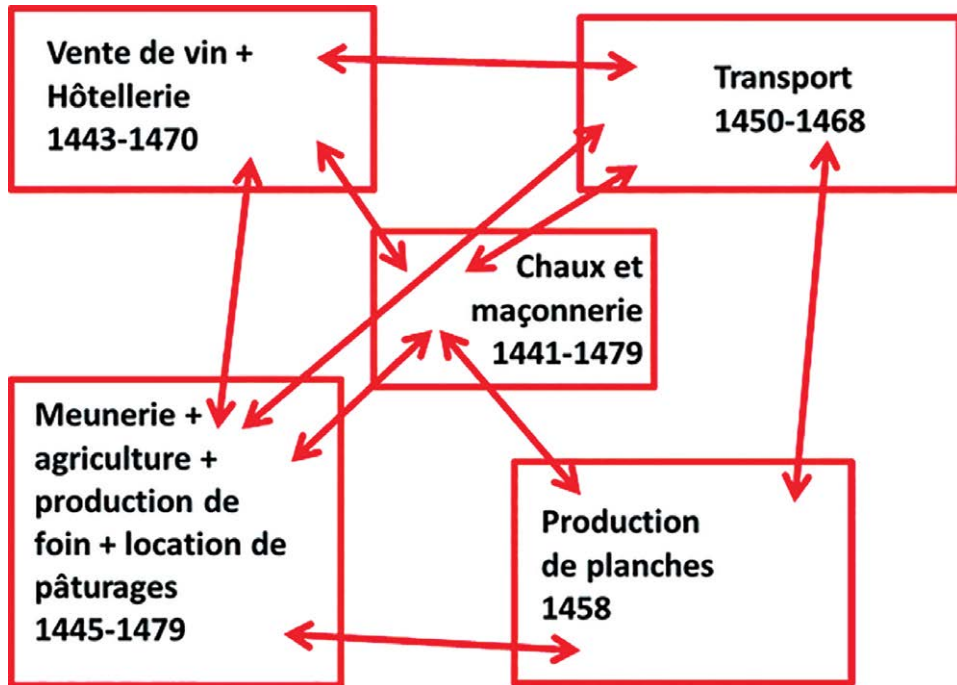 Vente de vin +
Hôtellerie
1443-1470
Transport
1450-1468
Chaux et
maçonnerie
1441-1479
Meunerie +
agriculture +
production de
foin + location de
pâturages
1445-1479
Production
de planches
1458